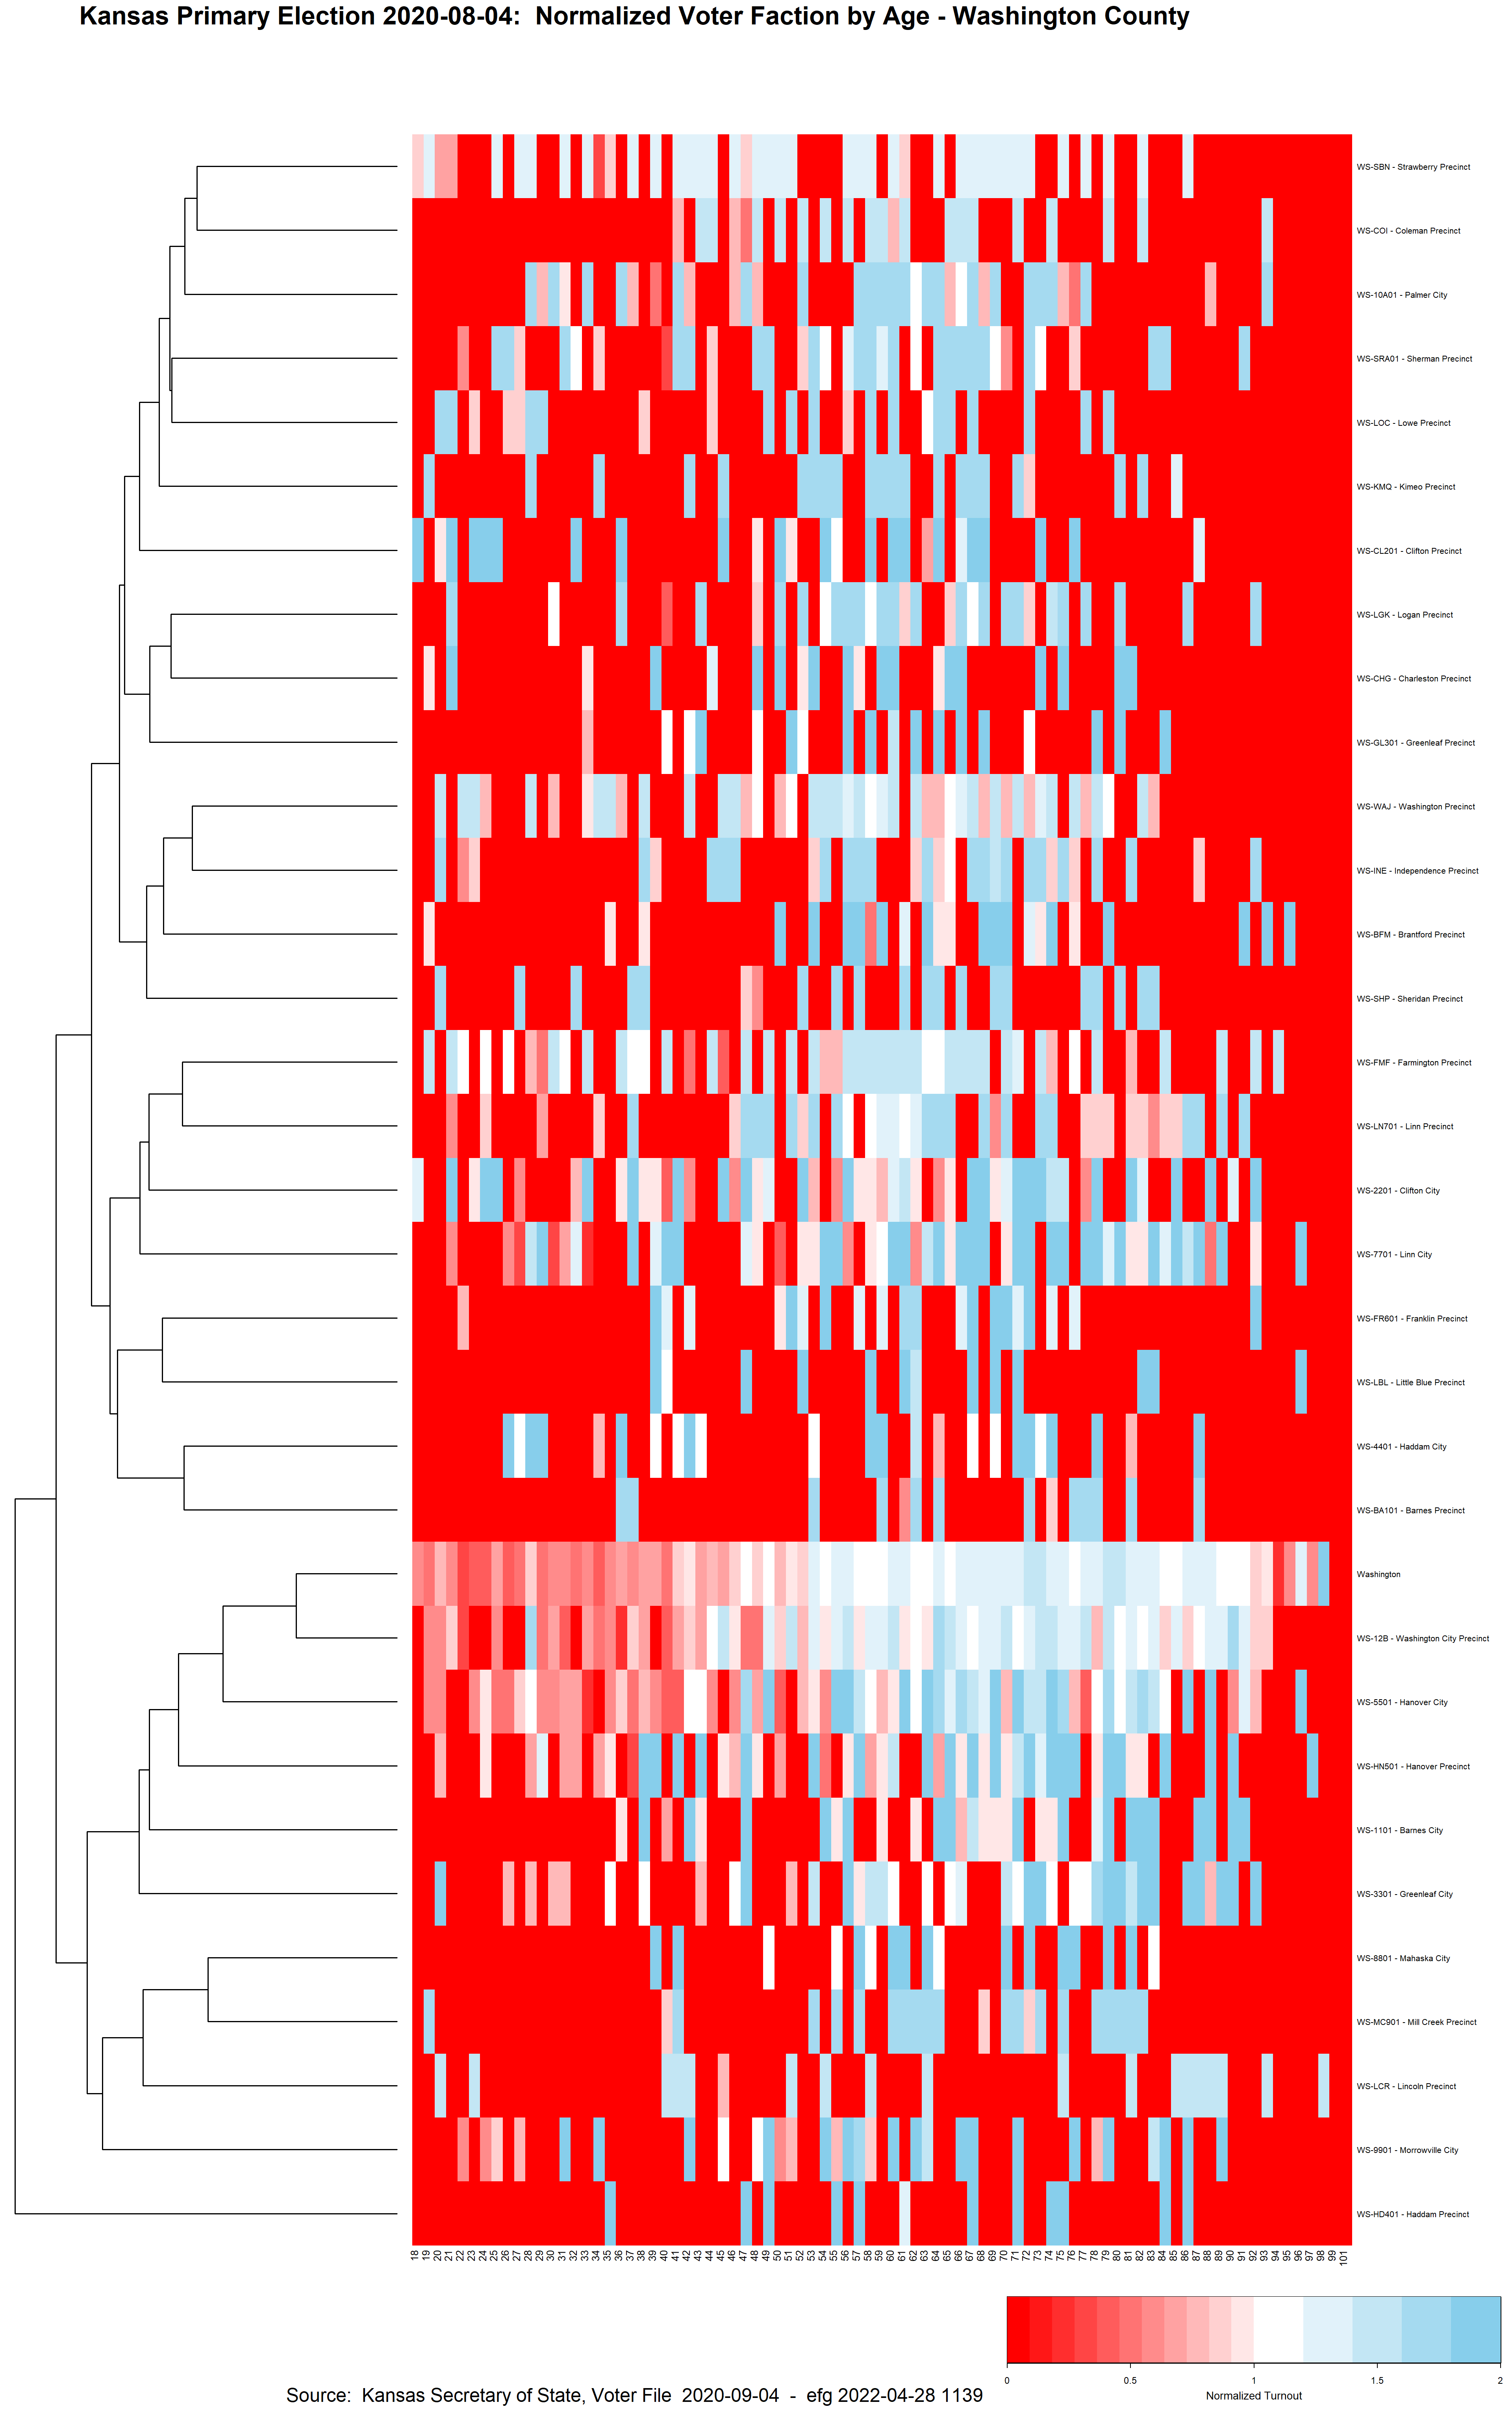 Kansas Primary Election 2020-08-04:  Normalized Voter Faction by Age - Washington County
WS-SBN - Strawberry Precinct
WS-COI - Coleman Precinct
WS-10A01 - Palmer City
WS-SRA01 - Sherman Precinct
WS-LOC - Lowe Precinct
WS-KMQ - Kimeo Precinct
WS-CL201 - Clifton Precinct
WS-LGK - Logan Precinct
WS-CHG - Charleston Precinct
WS-GL301 - Greenleaf Precinct
WS-WAJ - Washington Precinct
WS-INE - Independence Precinct
WS-BFM - Brantford Precinct
WS-SHP - Sheridan Precinct
WS-FMF - Farmington Precinct
WS-LN701 - Linn Precinct
WS-2201 - Clifton City
WS-7701 - Linn City
WS-FR601 - Franklin Precinct
WS-LBL - Little Blue Precinct
WS-4401 - Haddam City
WS-BA101 - Barnes Precinct
Washington
WS-12B - Washington City Precinct
WS-5501 - Hanover City
WS-HN501 - Hanover Precinct
WS-1101 - Barnes City
WS-3301 - Greenleaf City
WS-8801 - Mahaska City
WS-MC901 - Mill Creek Precinct
WS-LCR - Lincoln Precinct
WS-9901 - Morrowville City
WS-HD401 - Haddam Precinct
18 19 20 21 22 23 24 25 26 27 28 29 30 31 32 33 34 35 36 37 38 39 40 41 42 43 44 45 46 47 48 49 50 51 52 53 54 55 56 57 58 59 60 61 62 63 64 65 66 67 68 69 70 71 72 73 74 75 76 77 78 79 80 81 82 83 84 85 86 87 88 89 90 91 92 93 94 95 96 97 98 99 101
0 0.5 1 1.5 2
Normalized Turnout
Source:  Kansas Secretary of State, Voter File  2020-09-04  -  efg 2022-04-28 1139